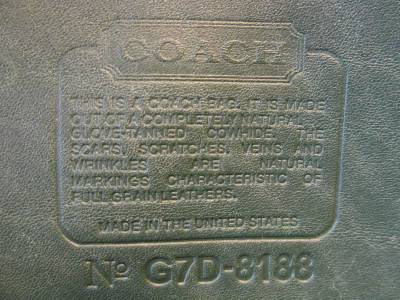 COACH
THIS IS A COACH BAG. IT IS MADE
OUT OF A COMPLETELY NATURAL
GLOVE-TANNED COWHIDE. THE
SCARS, SCRATCHES, VEINS AND
WRINKLES ARE NATURAL
MARKINGS CHARACTERISTIC OF
FULL GRAIN LEATHERS.
MADE IN THE UNITED STATES
No G7D-8188